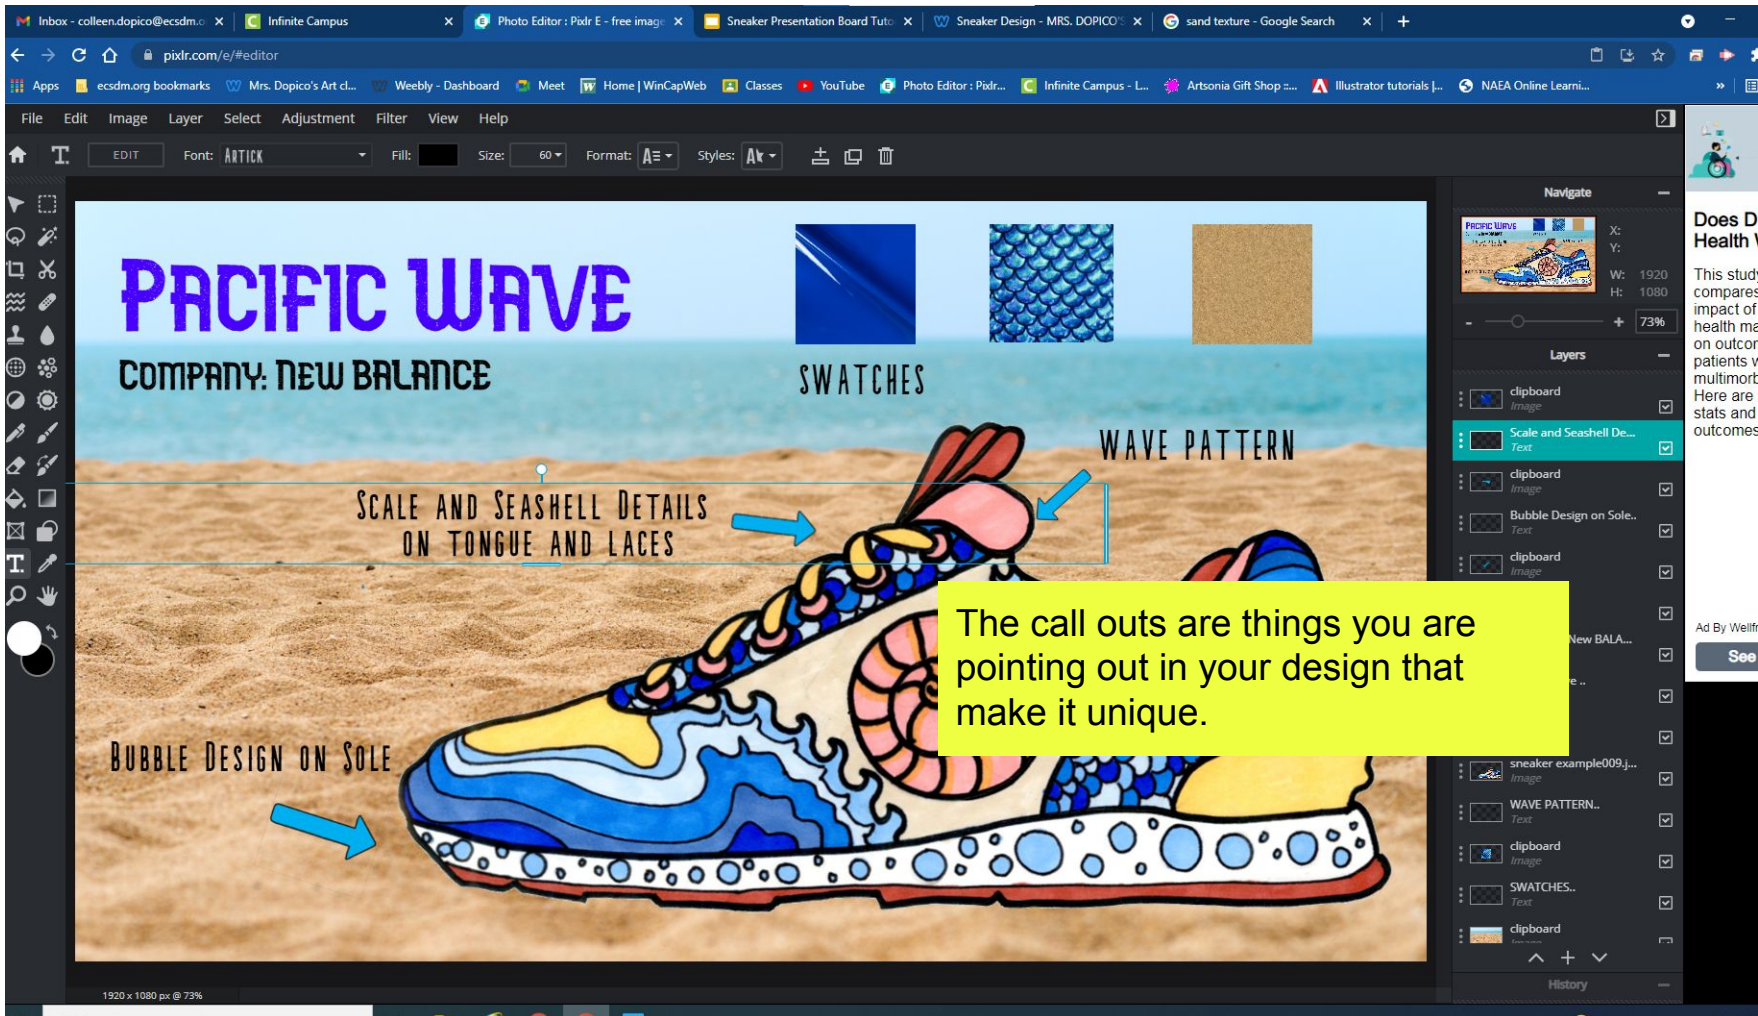 Inbox - colleen.dopico@ecsdm.o
Infinite Campus
Photo Editor : Pixlr E - free image
Sneaker Presentation Board Tuto
Sneaker Design - MRS. DOPICO'S
sand texture - Google Search
pixlr.com/e/#editor
Apps
ecsdm.org bookmarks
Mrs. Dopico's Art cl...
Weebly - Dashboard
Meet
Home | WinCapWeb
Classes
YouTube
Photo Editor : Pixlr...
Infinite Campus - L...
Artsonia Gift Shop ::...
Illustrator tutorials |...
NAEA Online Learni...
File Edit Image Layer Select Adjustment Filter View Help
EDIT Font: ARTICK Fill: Size: 60 Format: Styles:
PACIFIC WAVE
COMPANY: NEW BALANCE
SWATCHES
WAVE PATTERN
SCALE AND SEASHELL DETAILS
ON TONGUE AND LACES
BUBBLE DESIGN ON SOLE
The call outs are things you are
pointing out in your design that
make it unique.
1920 x 1080 px @ 73%
Navigate
X:
Y:
W: 1920
H: 1080
73%
Layers
clipboard
Image
Scale and Seashell De...
Text
clipboard
Image
Bubble Design on Sole..
Text
clipboard
Image
New BALA...
sneaker example009.j...
Image
WAVE PATTERN..
Text
clipboard
Image
SWATCHES..
Text
clipboard
History
Does D
Health
This study
compares
impact of
health ma
on outcom
patients w
multimorb
Here are
stats and
outcomes
Ad By Wellfr
See